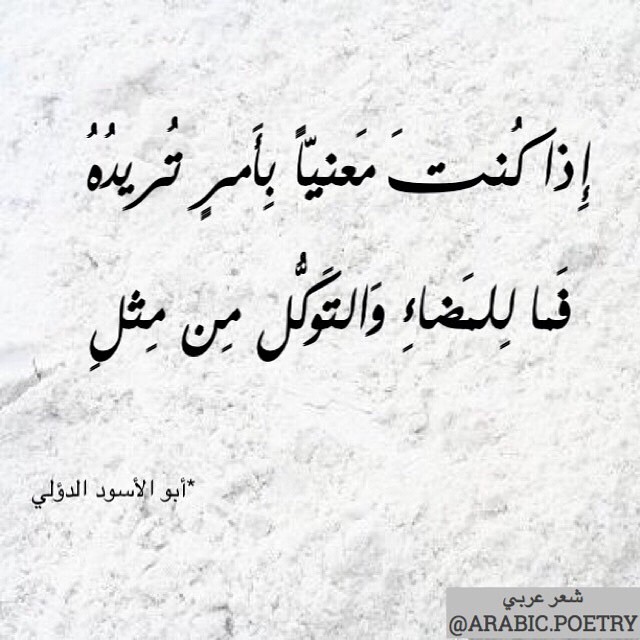 إِذا كُنتَ مَعنيّاً بِأَمرٍ تُريدُهُ
فَما لِلمَضاءِ وَالتَوَكُّل مِن مِثلِ
*أبو الأسود الدؤلي
شعر عربي
@ARABIC.POETRY